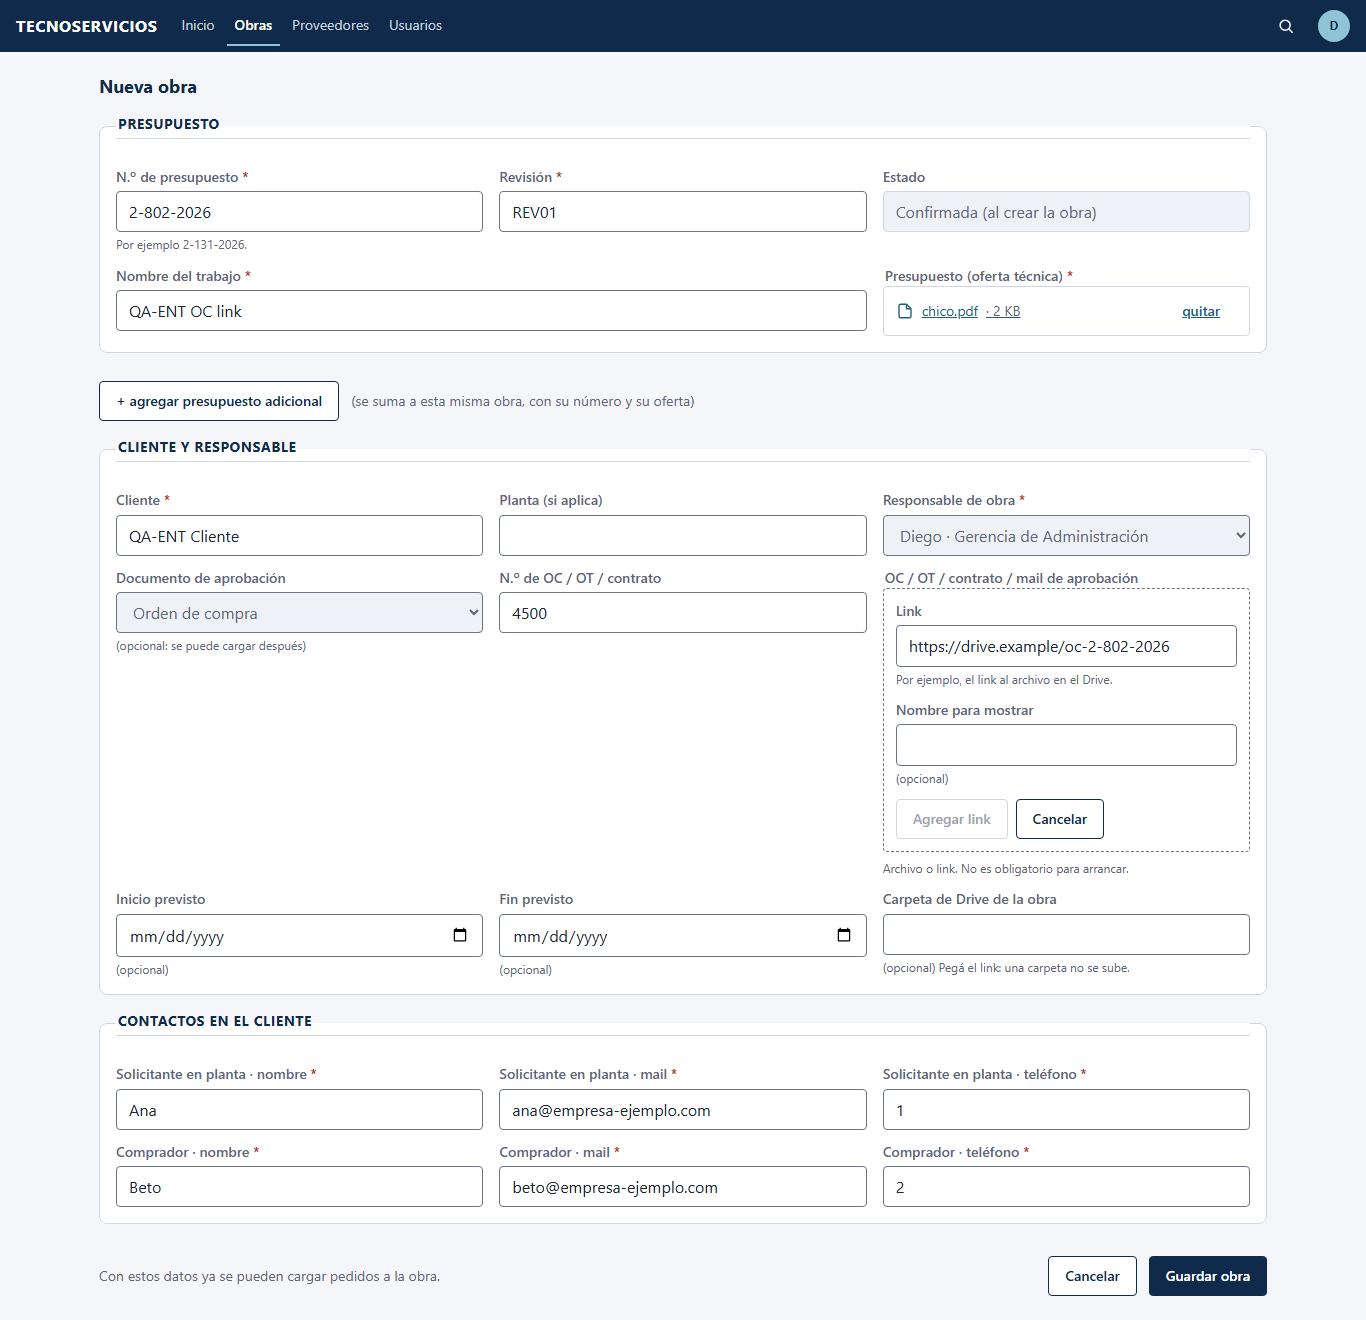 TECNOSERVICIOS Inicio Obras Proveedores Usuarios D
Nueva obra
PRESUPUESTO
N.º de presupuesto * Revisión * Estado
2-802-2026 REV01 Confirmada (al crear la obra)
Por ejemplo 2-131-2026.
Nombre del trabajo * Presupuesto (oferta técnica) *
QA-ENT OC link chico.pdf · 2 KB quitar
+ agregar presupuesto adicional (se suma a esta misma obra, con su número y su oferta)
CLIENTE Y RESPONSABLE
Cliente * Planta (si aplica) Responsable de obra *
QA-ENT Cliente Diego · Gerencia de Administración
Documento de aprobación N.º de OC / OT / contrato OC / OT / contrato / mail de aprobación
Orden de compra 4500
(opcional: se puede cargar después)
Link
https://drive.example/oc-2-802-2026
Por ejemplo, el link al archivo en el Drive.
Nombre para mostrar
(opcional)
Agregar link Cancelar
Archivo o link. No es obligatorio para arrancar.
Inicio previsto Fin previsto Carpeta de Drive de la obra
mm/dd/yyyy mm/dd/yyyy
(opcional) (opcional) (opcional) Pegá el link: una carpeta no se sube.
CONTACTOS EN EL CLIENTE
Solicitante en planta · nombre * Solicitante en planta · mail * Solicitante en planta · teléfono *
Ana ana@empresa-ejemplo.com 1
Comprador · nombre * Comprador · mail * Comprador · teléfono *
Beto beto@empresa-ejemplo.com 2
Con estos datos ya se pueden cargar pedidos a la obra. Cancelar Guardar obra